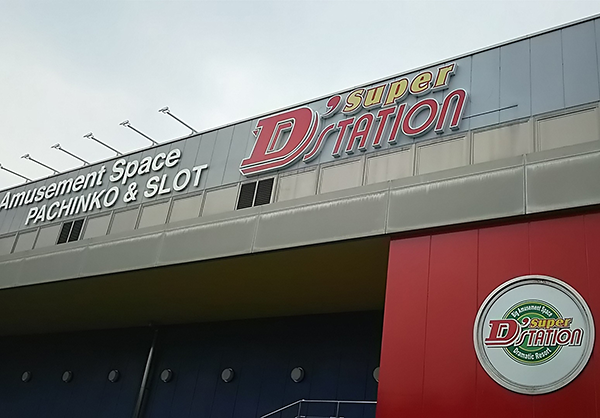 Amusement Space
PACHINKO & SLOT
Super
D'STATION
Big Amusement Space
Super
D'STATION
Dramatic Resort